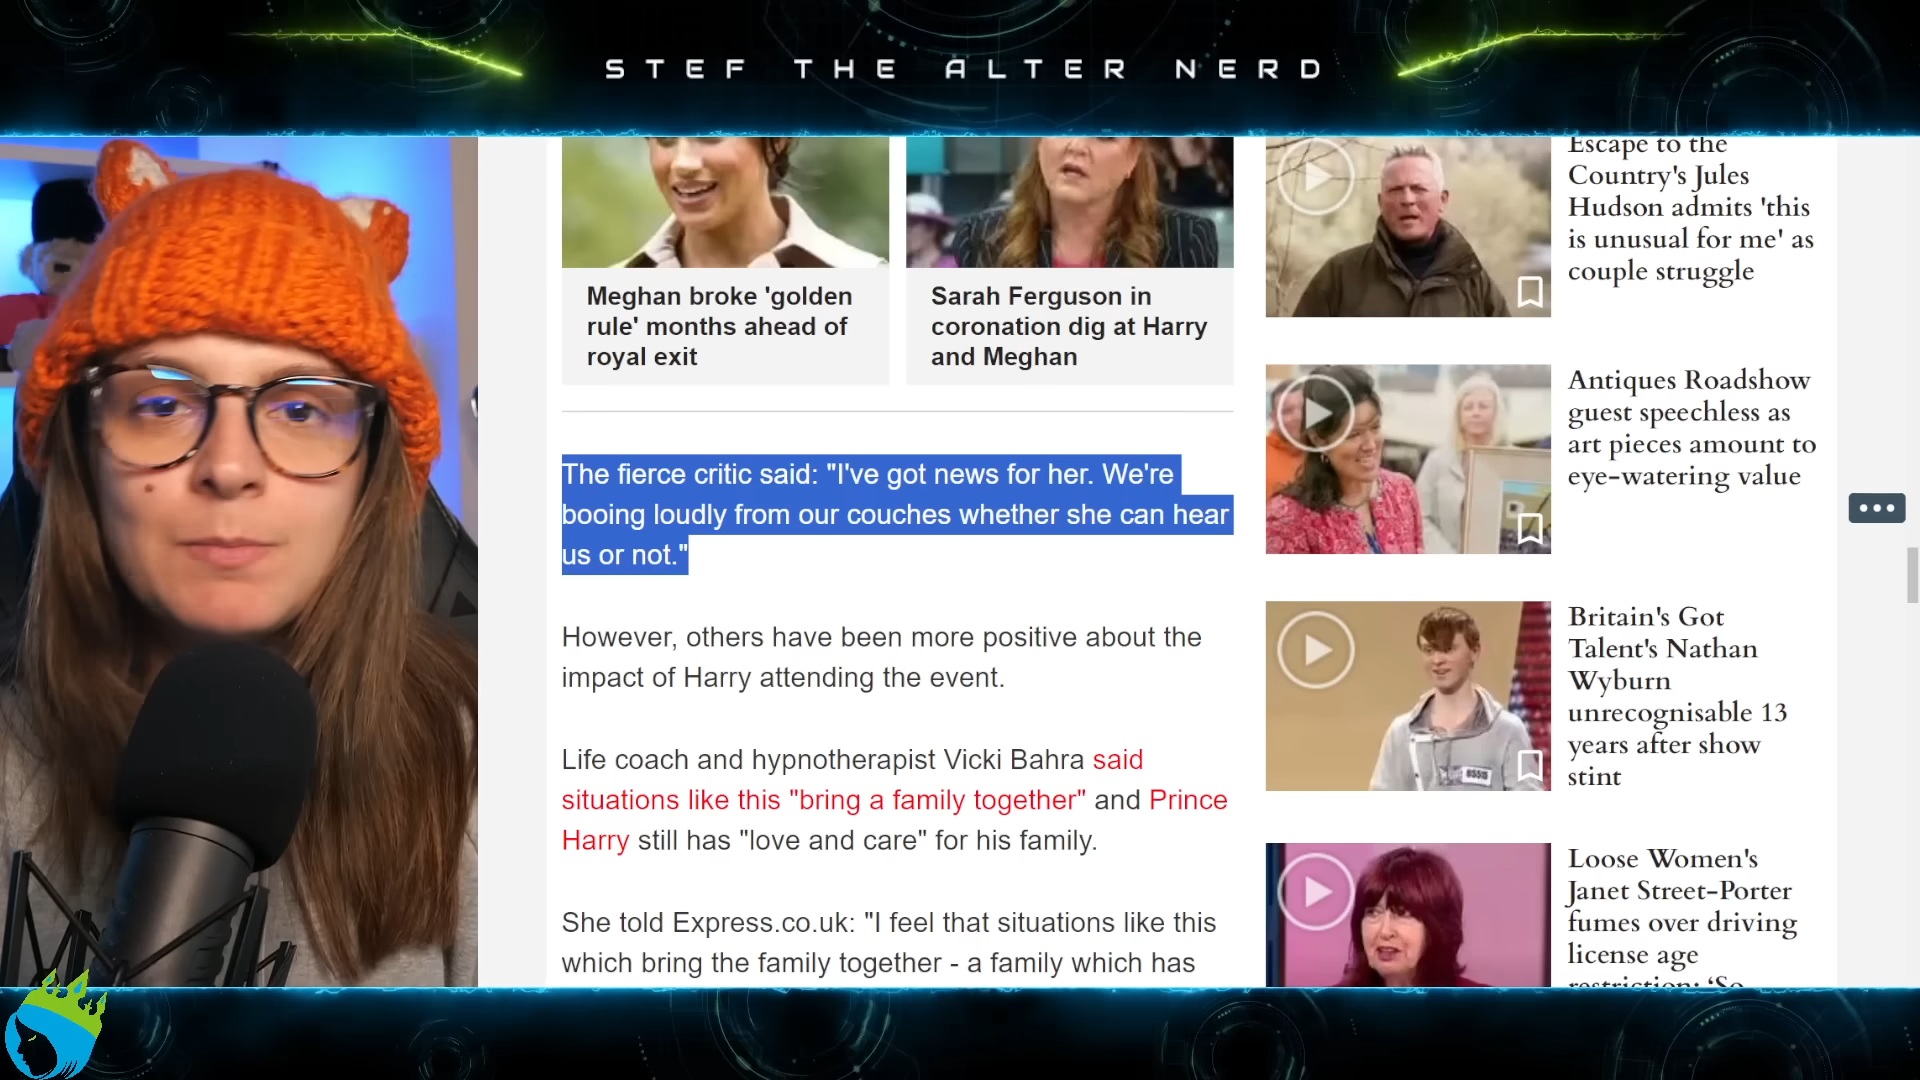 STEF THE ALTER NERD
Meghan broke 'golden
rule' months ahead of
royal exit
Sarah Ferguson in
coronation dig at Harry
and Meghan
The fierce critic said: "I've got news for her. We're
booing loudly from our couches whether she can hear
us or not."
However, others have been more positive about the
impact of Harry attending the event.
Life coach and hypnotherapist Vicki Bahra said
situations like this "bring a family together" and Prince
Harry still has "love and care" for his family.
She told Express.co.uk: "I feel that situations like this
which bring the family together - a family which has
Escape to the
Country's Jules
Hudson admits 'this
is unusual for me' as
couple struggle
Antiques Roadshow
guest speechless as
art pieces amount to
eye-watering value
Britain's Got
Talent's Nathan
Wyburn
unrecognisable 13
years after show
stint
Loose Women's
Janet Street-Porter
fumes over driving
license age
restriction: 'So